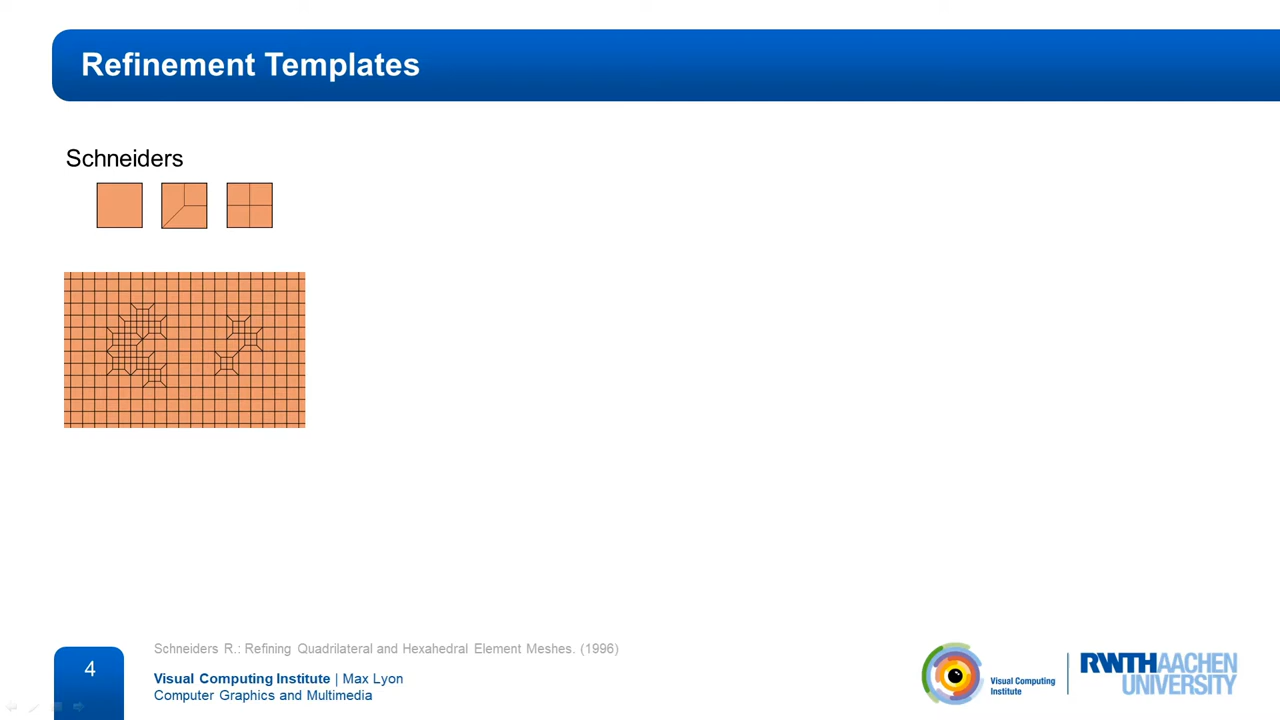 Refinement Templates
Schneiders
Schneiders R.: Refining Quadrilateral and Hexahedral Element Meshes. (1996)
4
Visual Computing Institute | Max Lyon
Computer Graphics and Multimedia
Visual Computing
Institute
RWTHAACHEN
UNIVERSITY